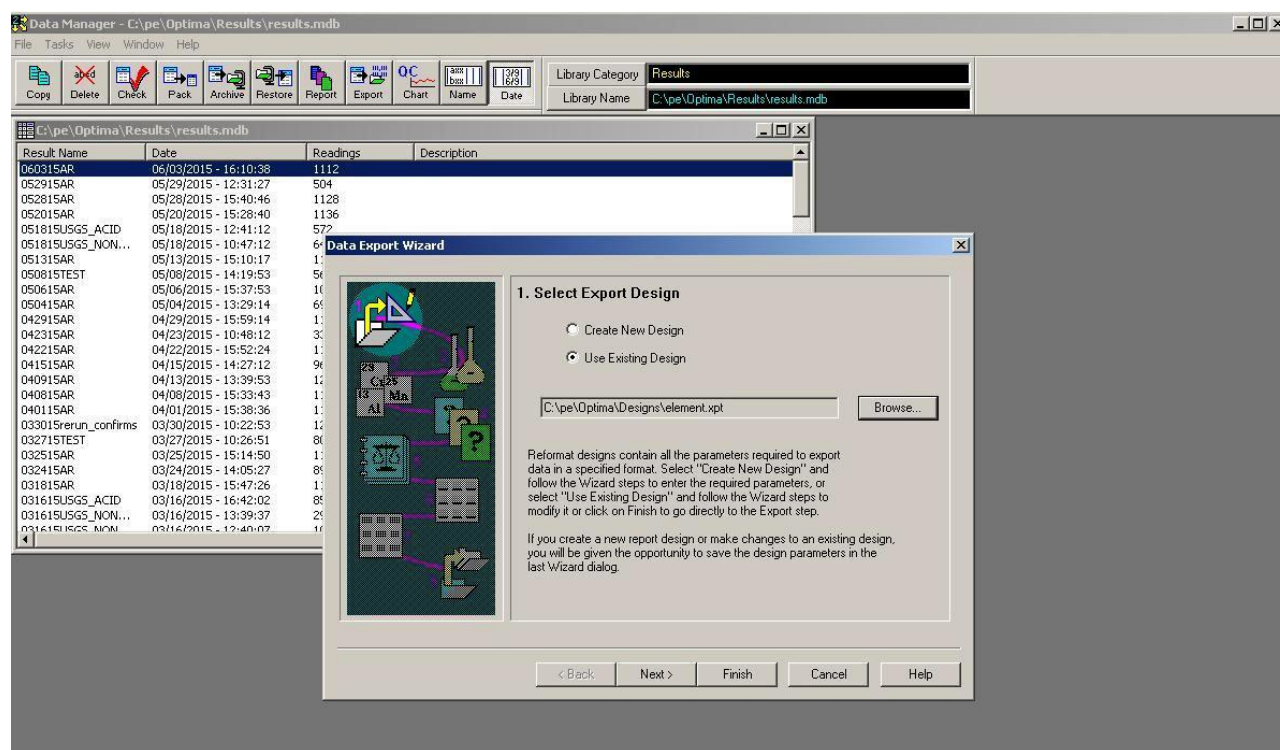 Data Manager - C:\pe\Optima\Results\results.mdb
File Tasks View Window Help
Copy Delete Check Pack Archive Restore Report Export Chart Name Date
Library Category Results
Library Name C:\pe\Optima\Results\results.mdb
C:\pe\Optima\Results\results.mdb
Result Name Date Readings Description
060315AR 06/03/2015 - 16:10:38 1112
052915AR 05/29/2015 - 12:31:27 504
052815AR 05/28/2015 - 15:40:46 1128
052015AR 05/20/2015 - 15:28:40 1136
051815USGS_ACID 05/18/2015 - 12:41:12 572
051815USGS_NON... 05/18/2015 - 10:47:12
051315AR 05/13/2015 - 15:10:17
050815TEST 05/08/2015 - 14:19:53
050615AR 05/06/2015 - 15:37:53
050415AR 05/04/2015 - 13:29:14
042915AR 04/29/2015 - 15:59:14
042315AR 04/23/2015 - 10:48:12
042215AR 04/22/2015 - 15:52:24
041515AR 04/15/2015 - 14:27:12
040915AR 04/13/2015 - 13:39:53
040815AR 04/08/2015 - 15:33:43
040115AR 04/01/2015 - 15:38:36
033015rerun_confirms 03/30/2015 - 10:22:53
032715TEST 03/27/2015 - 10:26:51
032515AR 03/25/2015 - 15:14:50
032415AR 03/24/2015 - 14:05:27
031815AR 03/18/2015 - 15:47:26
031615USGS_ACID 03/16/2015 - 16:42:02
031615USGS_NON... 03/16/2015 - 13:39:37
031615USGS_NON... 03/16/2015 - 12:40:07
Data Export Wizard
1. Select Export Design
Create New Design
Use Existing Design
C:\pe\Optima\Designs\element.xpt Browse...
Reformat designs contain all the parameters required to export
data in a specified format. Select "Create New Design" and
follow the Wizard steps to enter the required parameters, or
select "Use Existing Design" and follow the Wizard steps to
modify it or click on Finish to go directly to the Export step.
If you create a new report design or make changes to an existing design,
you will be given the opportunity to save the design parameters in the
last Wizard dialog.
< Back Next > Finish Cancel Help